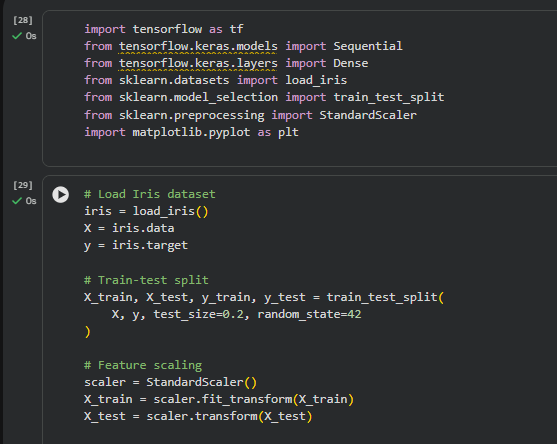 [28]
0s
import tensorflow as tf
from tensorflow.keras.models import Sequential
from tensorflow.keras.layers import Dense
from sklearn.datasets import load_iris
from sklearn.model_selection import train_test_split
from sklearn.preprocessing import StandardScaler
import matplotlib.pyplot as plt
[29]
0s
# Load Iris dataset
iris = load_iris()
X = iris.data
y = iris.target

# Train-test split
X_train, X_test, y_train, y_test = train_test_split(
    X, y, test_size=0.2, random_state=42
)

# Feature scaling
scaler = StandardScaler()
X_train = scaler.fit_transform(X_train)
X_test = scaler.transform(X_test)